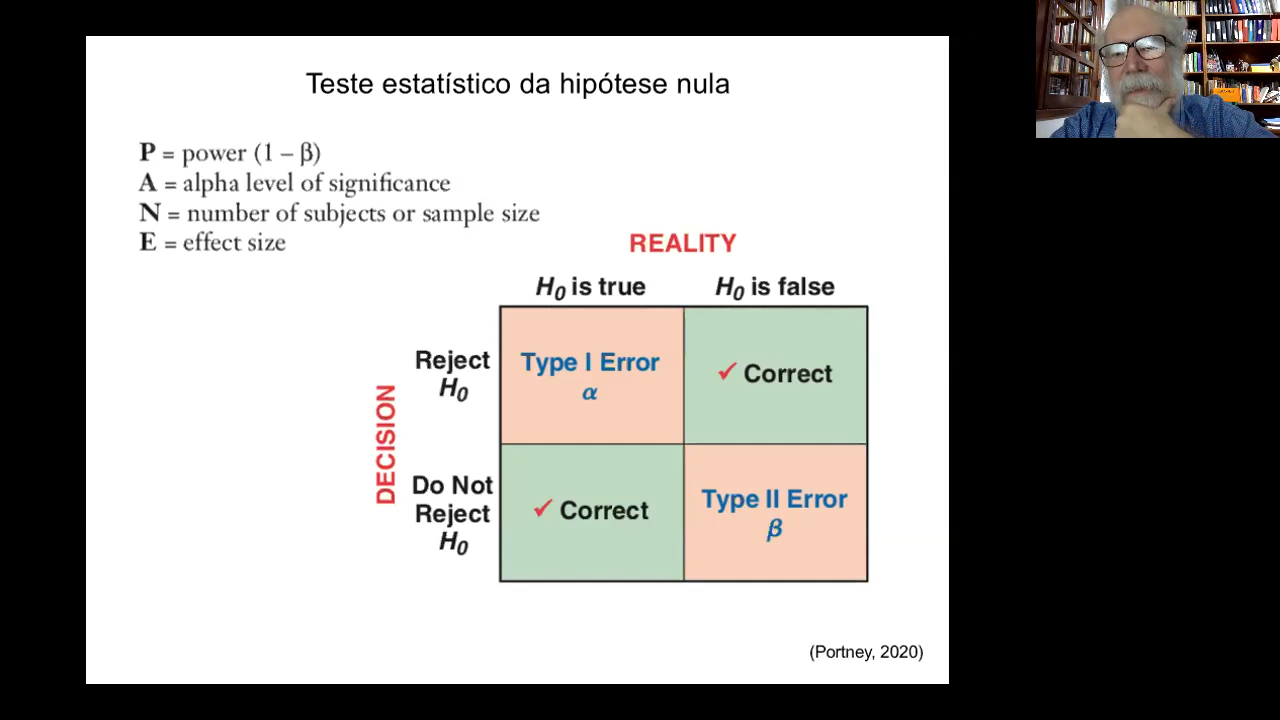 Teste estatístico da hipótese nula
P = power (1 – β)
A = alpha level of significance
N = number of subjects or sample size
E = effect size
REALITY
H0 is true
H0 is false
DECISION
Reject
H0
Type I Error
α
✓ Correct
Do Not
Reject
H0
✓ Correct
Type II Error
β
(Portney, 2020)